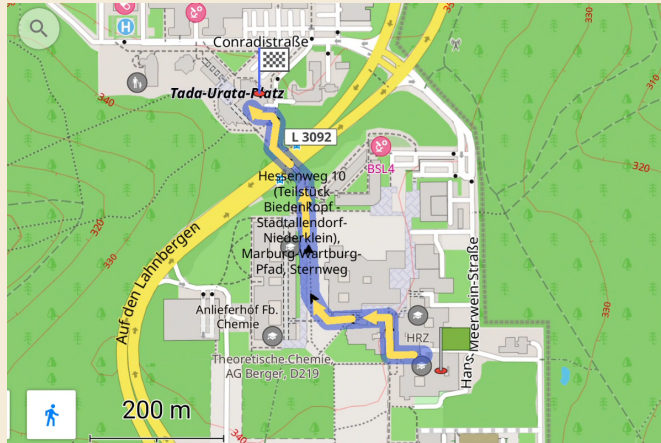 330
35
H
Conradistraße
340
Tada-Urata-Platz
L 3092
BSL4
320
Hessenweg 10
(Teilstück
Biedenkopf -
Stadtallendorf-
Niederklein),
Marburg-Wartburg-
Pfad, Sternweg
330
320
Auf den Lahnbergen
Hans-Meerwein-Straße
330
Anlieferhof Fb.
Chemie
HRZ
Theoretische Chemie,
AG Berger, D219
200 m
340